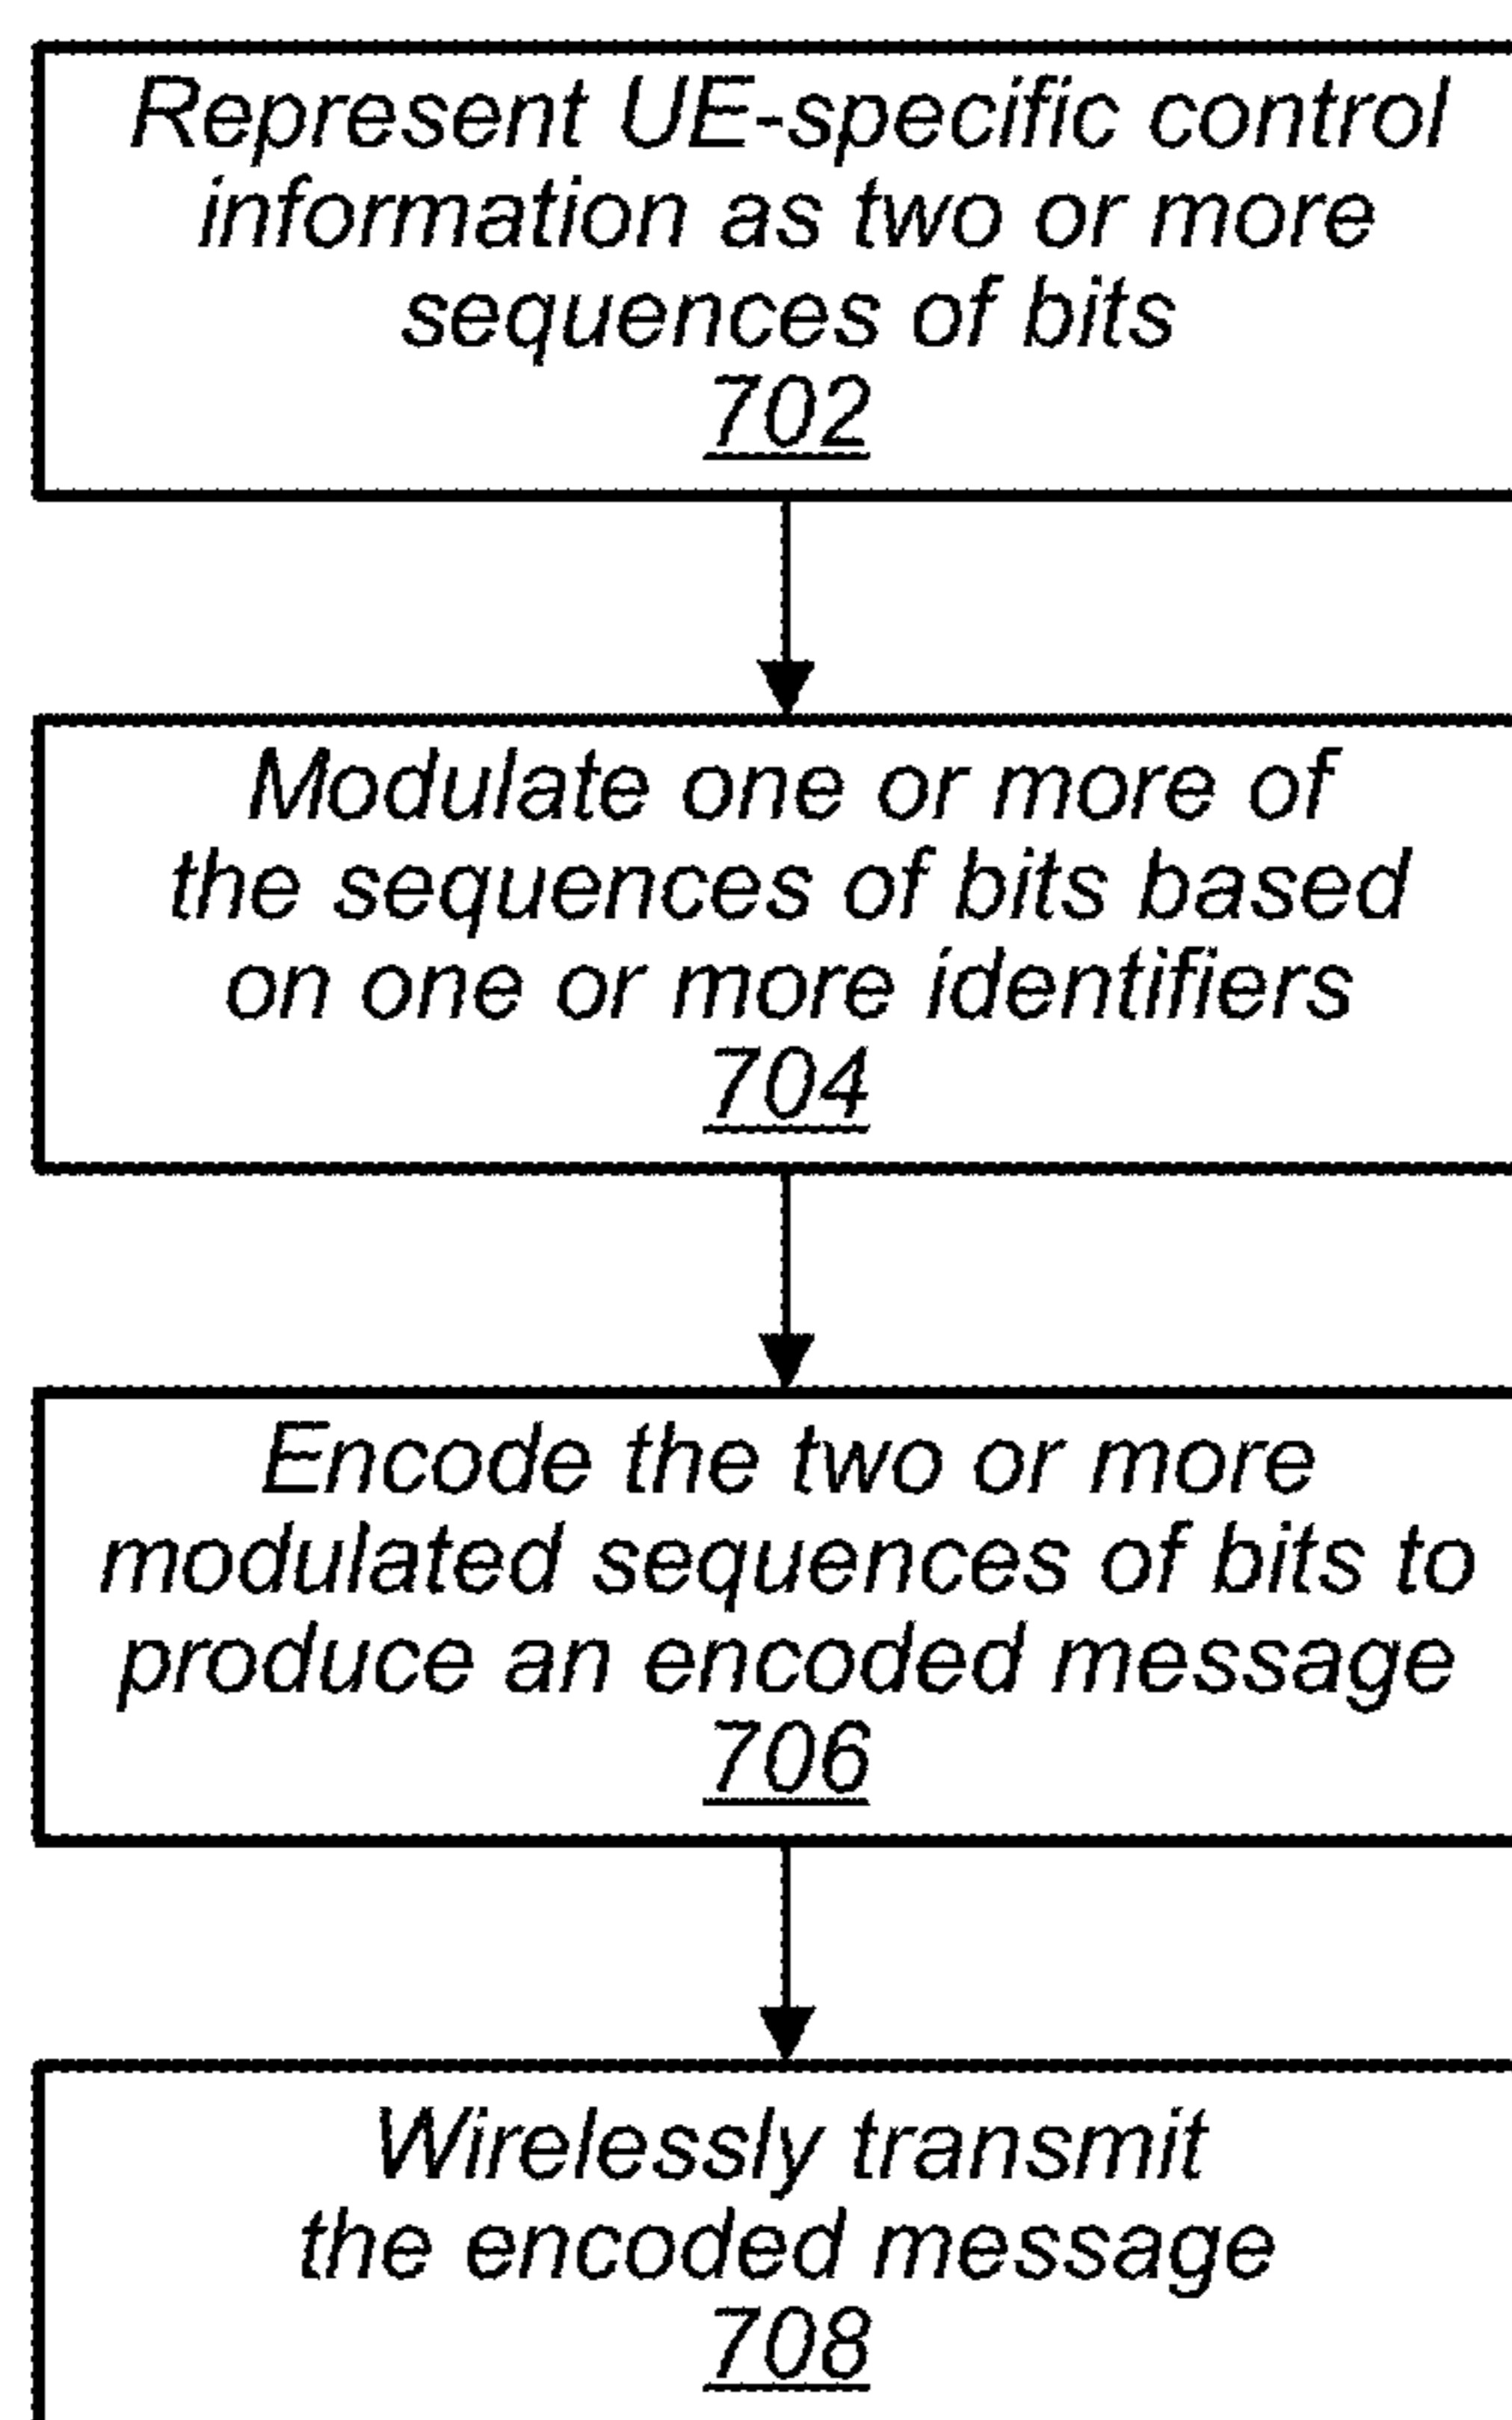 Represent UE-specific control
information as two or more
sequences of bits
702
Modulate one or more of
the sequences of bits based
on one or more identifiers
704
Encode the two or more
modulated sequences of bits to
produce an encoded message
706
Wirelessly transmit
the encoded message
708